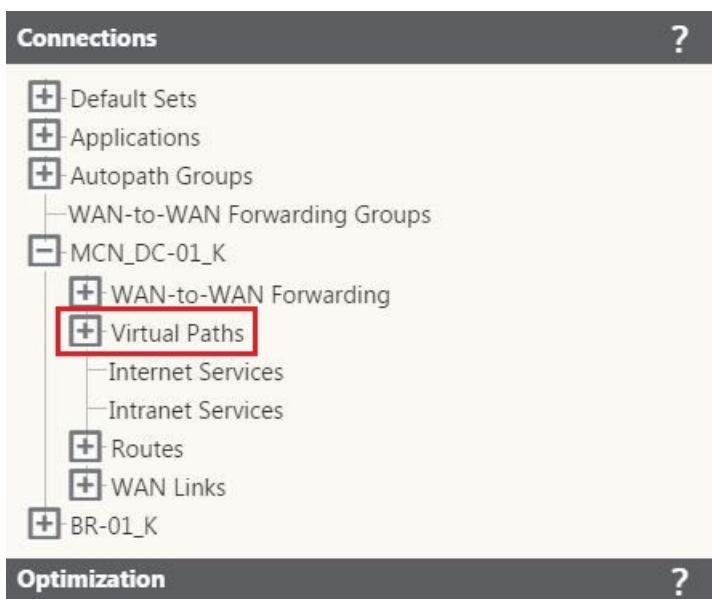 Connections ?
Default Sets
Applications
Autopath Groups
WAN-to-WAN Forwarding Groups
MCN_DC-01_K
WAN-to-WAN Forwarding
Virtual Paths
Internet Services
Intranet Services
Routes
WAN Links
BR-01_K
Optimization ?